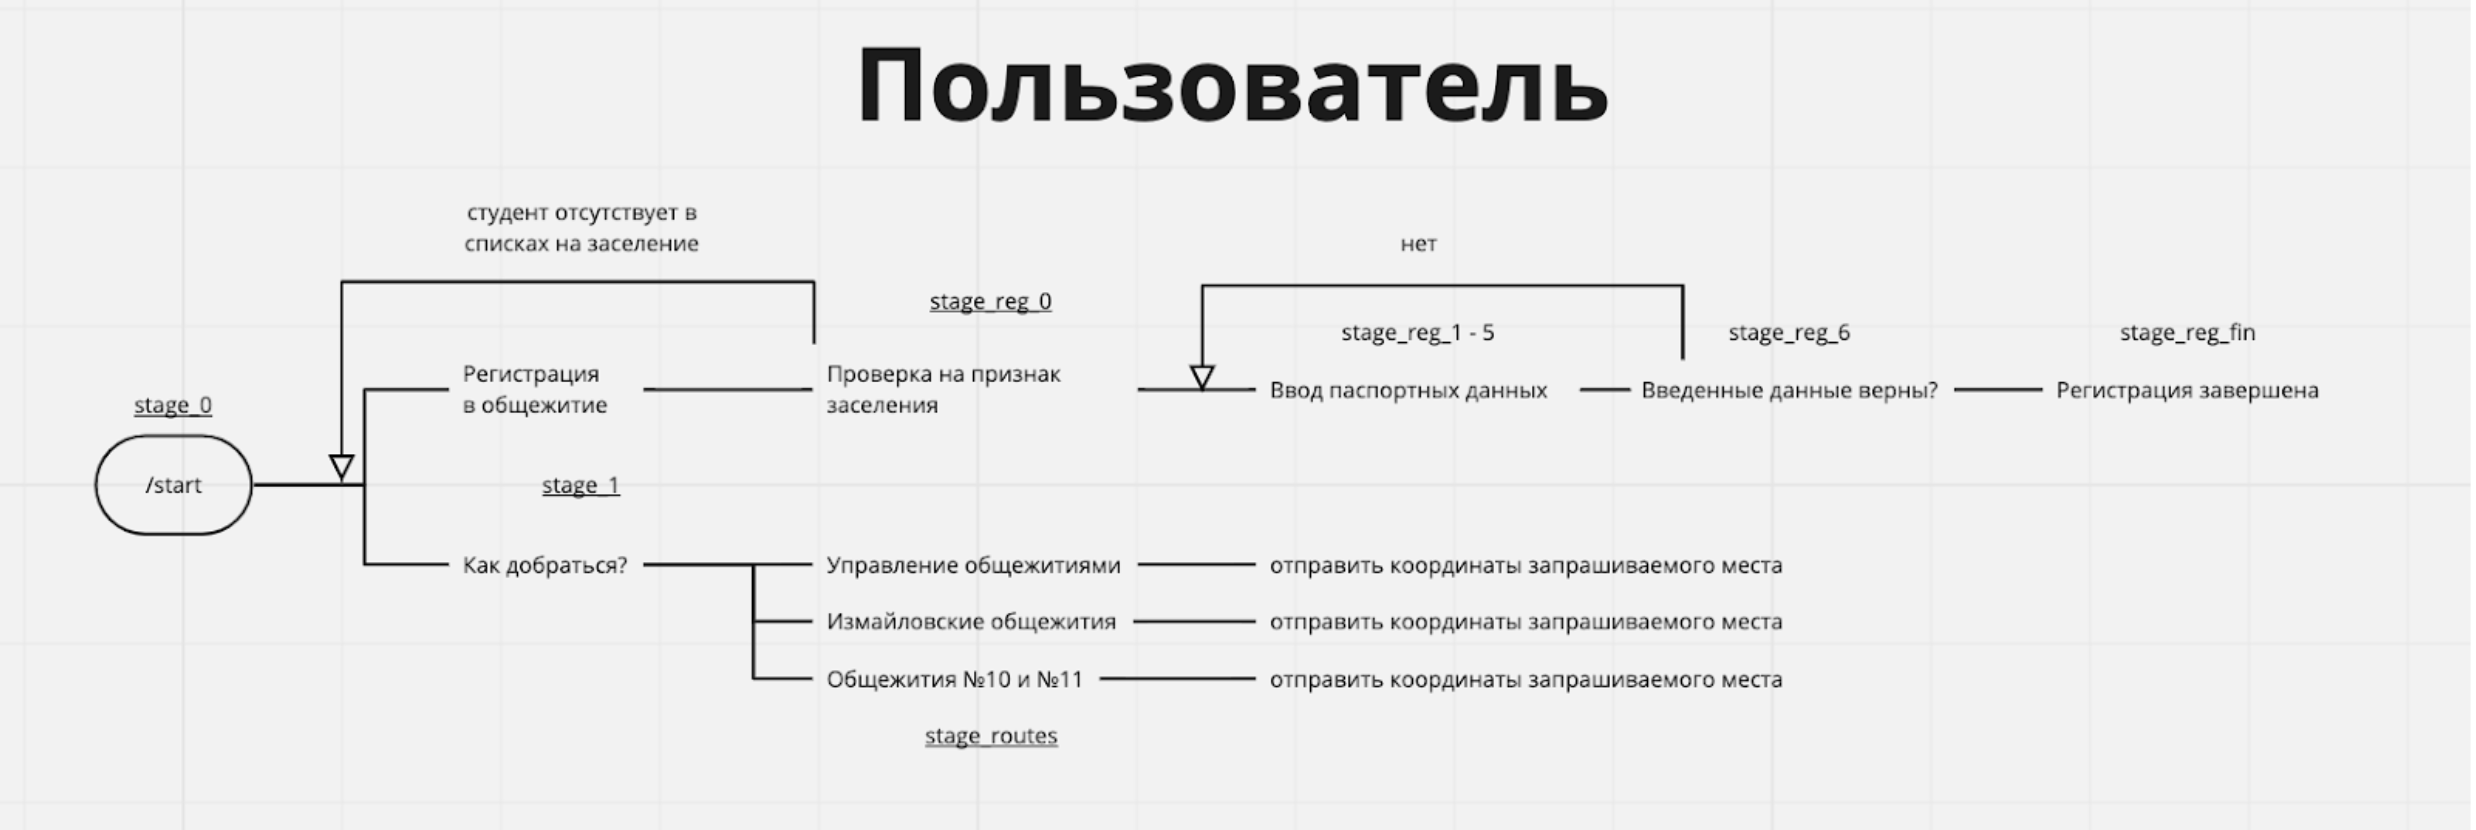 Пользователь
студент отсутствует в
списках на заселение
нет
stage_reg_0
stage_reg_1 - 5
stage_reg_6
stage_reg_fin
Регистрация
в общежитие
Проверка на признак
заселения
Ввод паспортных данных
Введенные данные верны?
Регистрация завершена
stage_0
/start
stage_1
Как добраться?
Управление общежитиями
отправить координаты запрашиваемого места
Измайловские общежития
отправить координаты запрашиваемого места
Общежития №10 и №11
отправить координаты запрашиваемого места
stage_routes